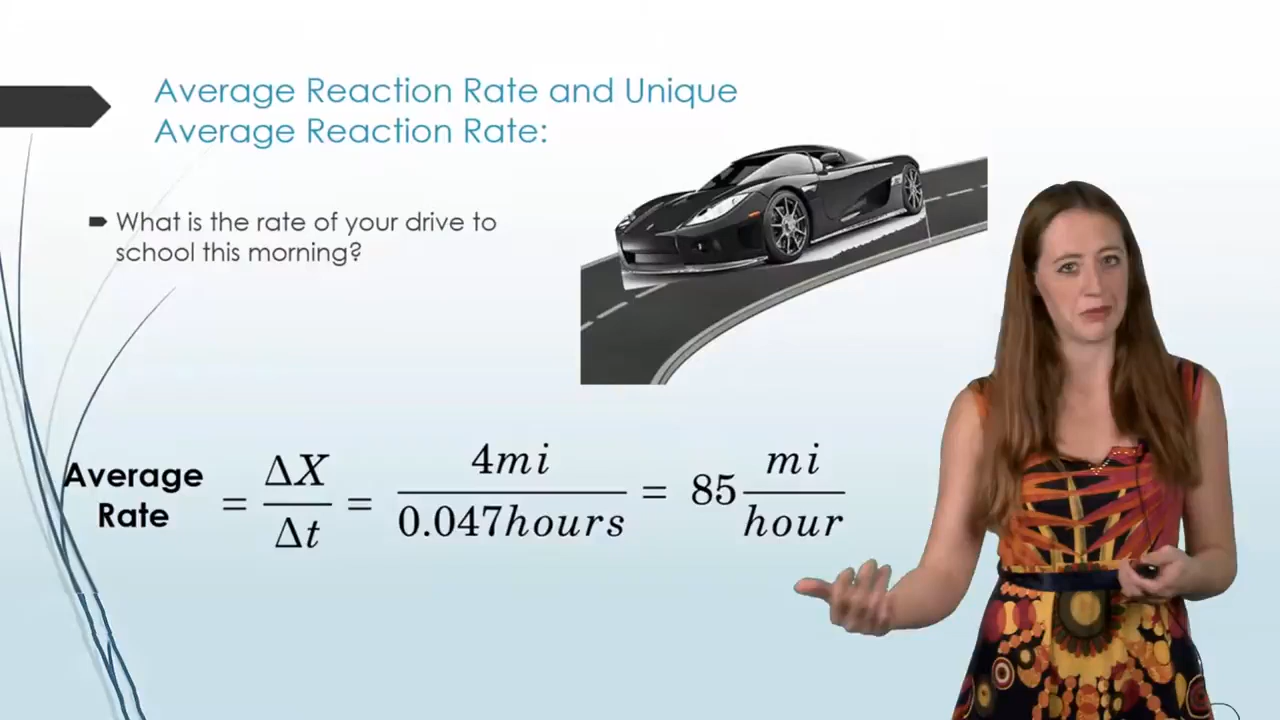 Average Reaction Rate and Unique
Average Reaction Rate:
What is the rate of your drive to
school this morning?
Average Rate = ΔX/Δt = 4mi/0.047hours = 85 mi/hour